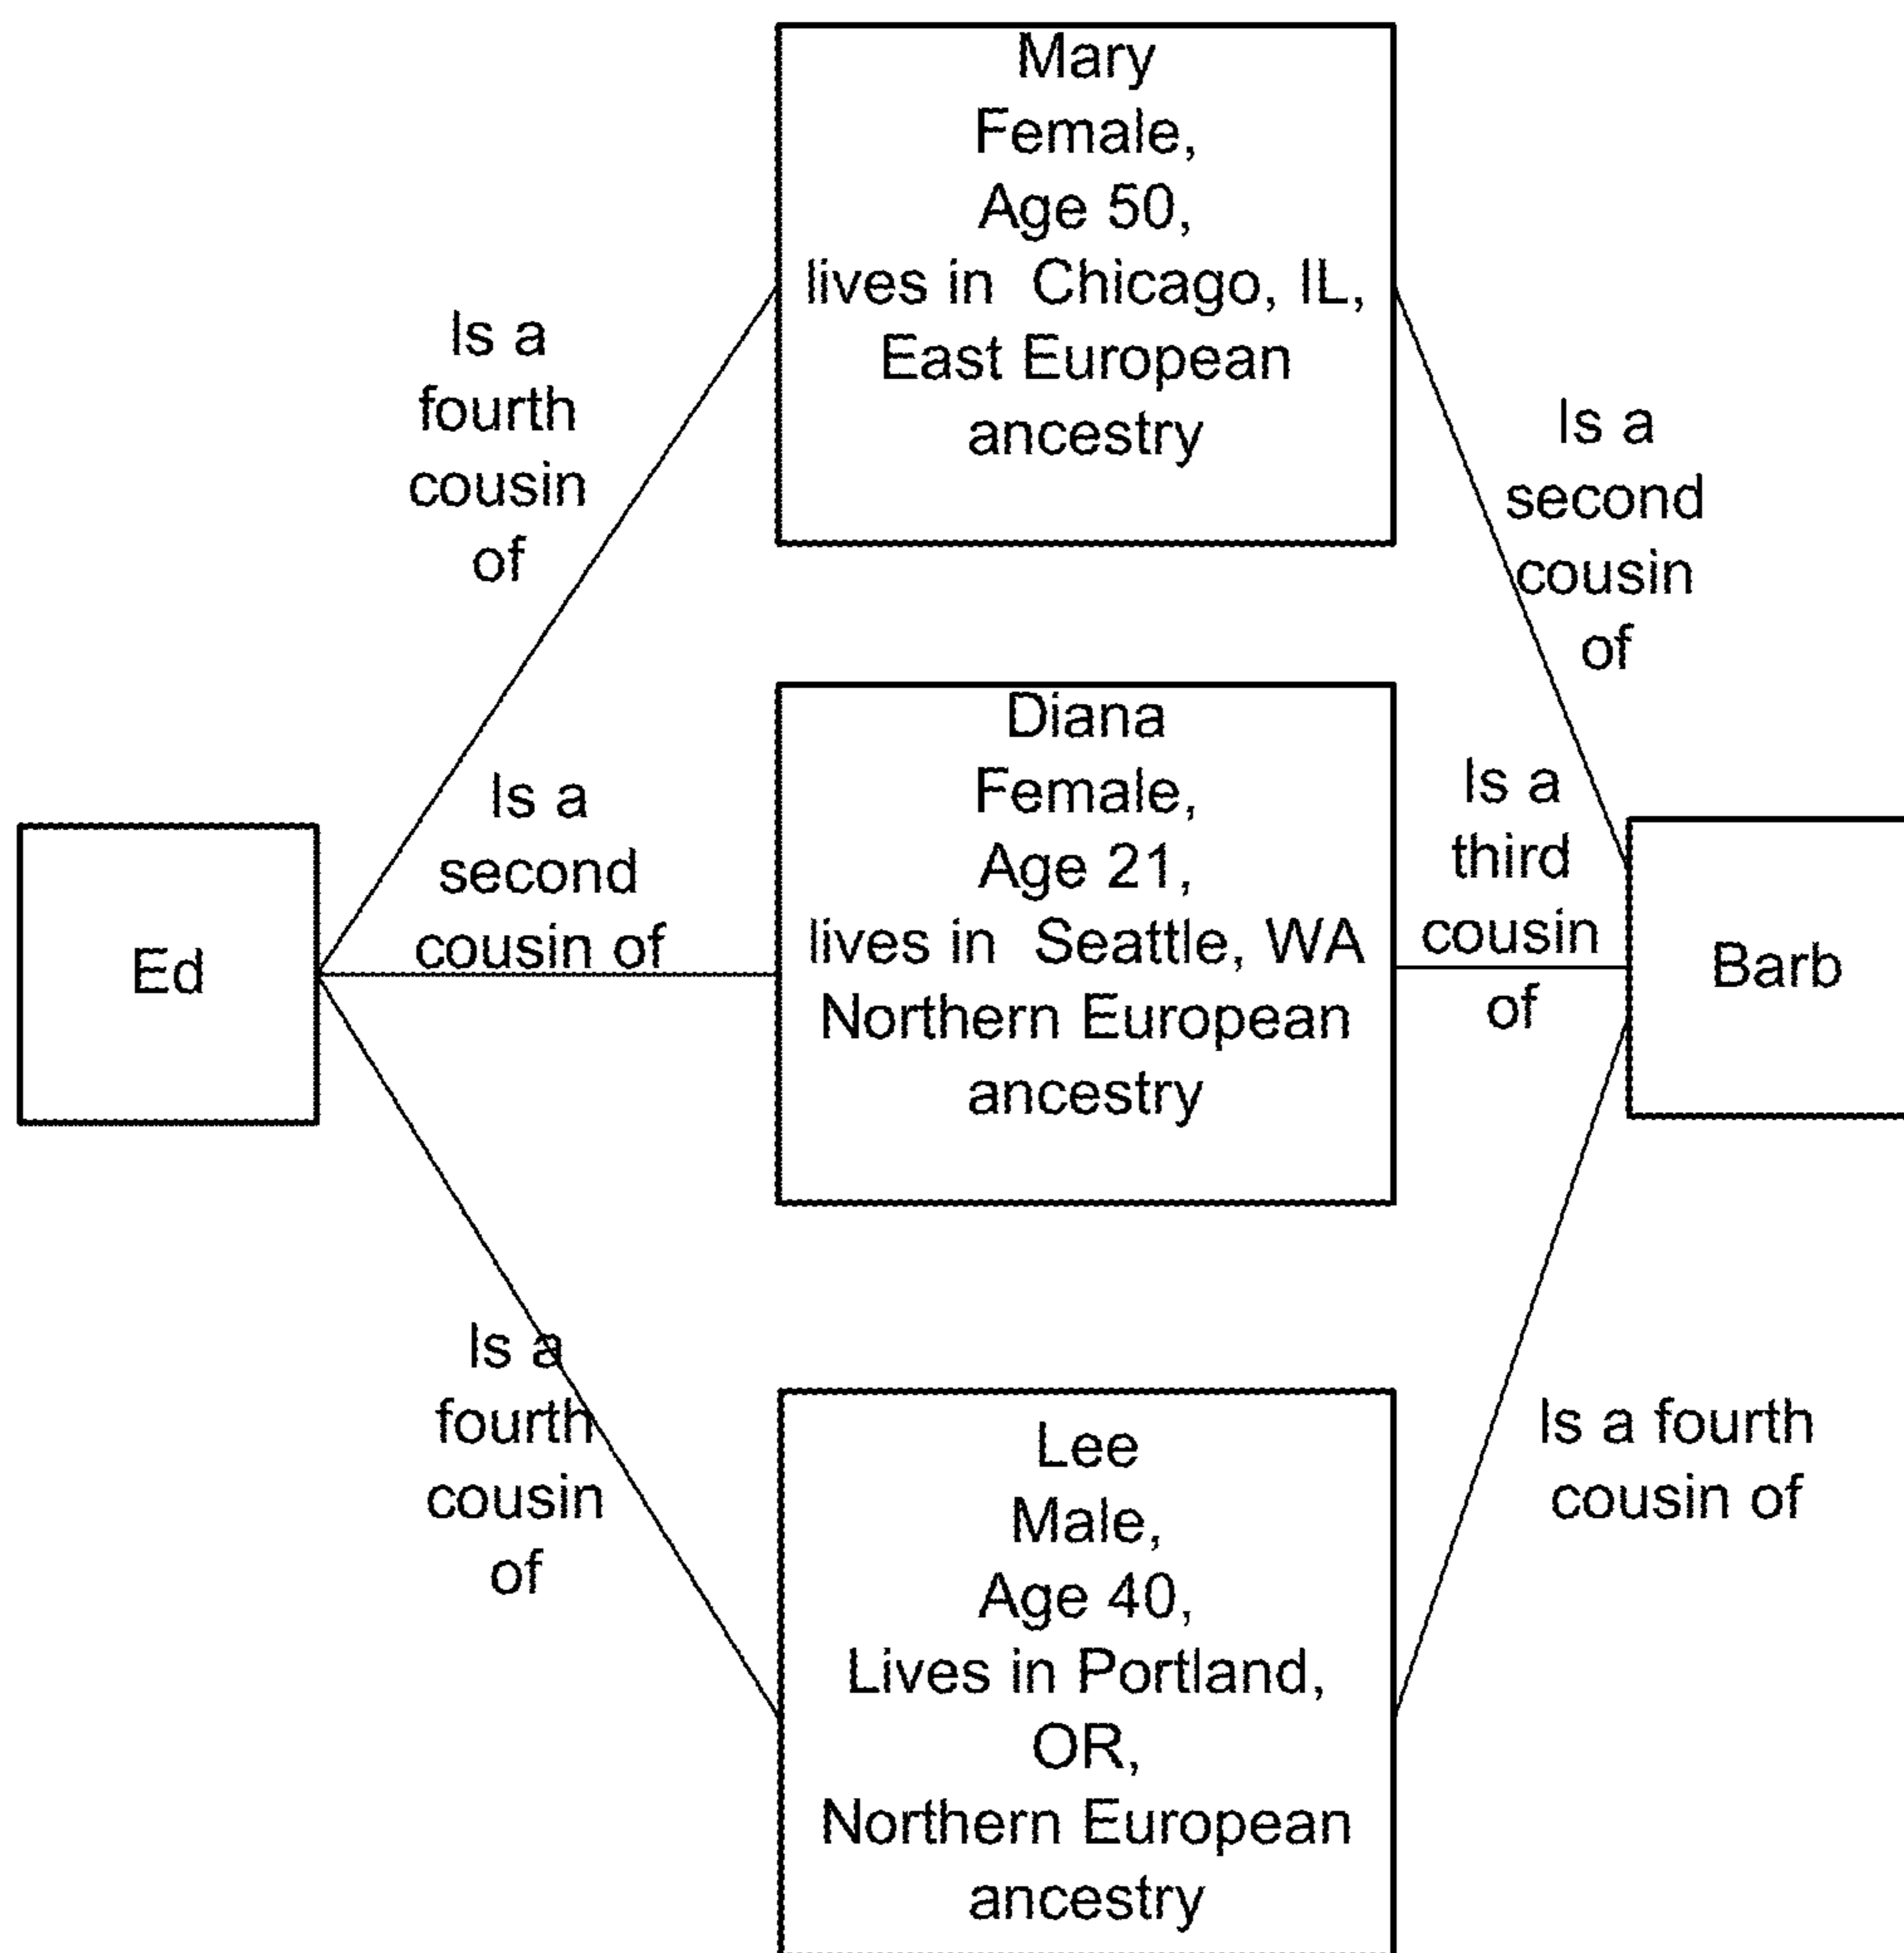 Mary
Female,
Age 50,
lives in Chicago, IL,
East European
ancestry
Is a
fourth
cousin
of
Is a
second
cousin
of
Diana
Female,
Age 21,
lives in Seattle, WA
Northern European
ancestry
Is a
second
cousin of
Is a
third
cousin
of
Ed
Barb
Is a
fourth
cousin
of
Lee
Male,
Age 40,
Lives in Portland,
OR,
Northern European
ancestry
Is a fourth
cousin of